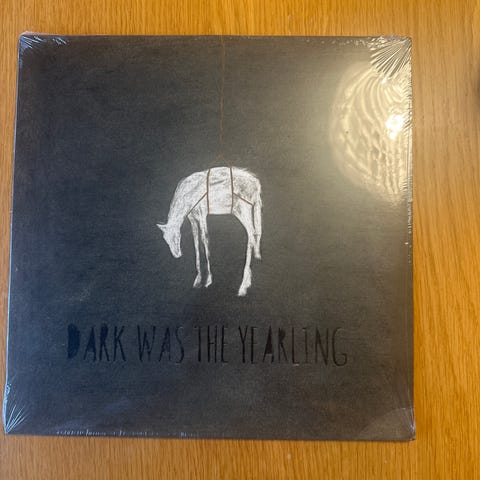 DARK WAS THE YEARLING